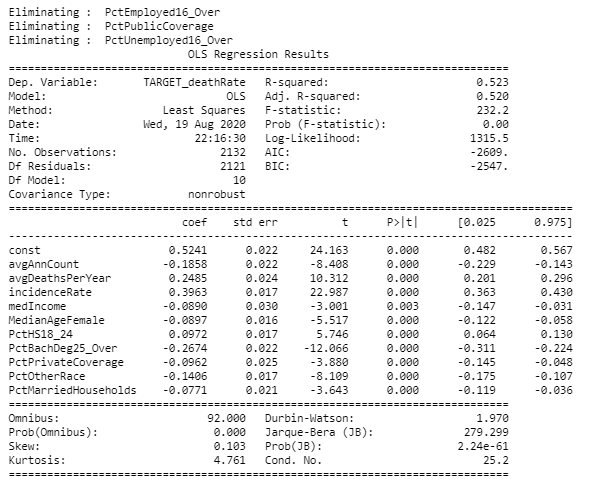 Eliminating :  PctEmployed16_Over
Eliminating :  PctPublicCoverage
Eliminating :  PctUnemployed16_Over
OLS Regression Results
==============================================================================
Dep. Variable:       TARGET_deathRate   R-squared:                       0.523
Model:                            OLS   Adj. R-squared:                  0.520
Method:                 Least Squares   F-statistic:                     232.2
Date:                Wed, 19 Aug 2020   Prob (F-statistic):               0.00
Time:                        22:16:30   Log-Likelihood:                 1315.5
No. Observations:                2132   AIC:                            -2609.
Df Residuals:                    2121   BIC:                            -2547.
Df Model:                          10
Covariance Type:            nonrobust
=======================================================================================
coef    std err          t      P>|t|      [0.025      0.975]
---------------------------------------------------------------------------------------
const                   0.5241      0.022     24.163      0.000       0.482       0.567
avgAnnCount            -0.1858      0.022     -8.408      0.000      -0.229      -0.143
avgDeathsPerYear        0.2485      0.024     10.312      0.000       0.201       0.296
incidenceRate           0.3963      0.017     22.987      0.000       0.363       0.430
medIncome              -0.0890      0.030     -3.001      0.003      -0.147      -0.031
MedianAgeFemale        -0.0897      0.016     -5.517      0.000      -0.122      -0.058
PctHS18_24              0.0972      0.017      5.746      0.000       0.064       0.130
PctBachDeg25_Over      -0.2674      0.022    -12.066      0.000      -0.311      -0.224
PctPrivateCoverage     -0.0962      0.025     -3.880      0.000      -0.145      -0.048
PctOtherRace           -0.1406      0.017     -8.109      0.000      -0.175      -0.107
PctMarriedHouseholds   -0.0771      0.021     -3.643      0.000      -0.119      -0.036
==============================================================================
Omnibus:                       92.000   Durbin-Watson:                   1.970
Prob(Omnibus):                  0.000   Jarque-Bera (JB):              279.299
Skew:                           0.103   Prob(JB):                     2.24e-61
Kurtosis:                       4.761   Cond. No.                         25.2
==============================================================================